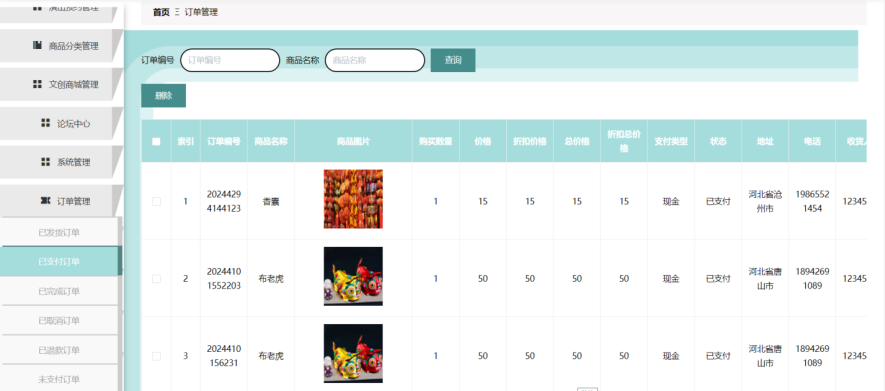 演出预约管理
商品分类管理
文创商城管理
论坛中心
系统管理
订单管理
已发货订单
已支付订单
已完成订单
已取消订单
已退款订单
未支付订单
首页 Ξ 订单管理
订单编号 订单编号 商品名称 商品名称 查询
删除
索引 订单编号 商品名称 商品图片 购买数量 价格 折扣价格 总价格 折扣总价格 支付类型 状态 地址 电话 收货
1 20244294144123 香囊 1 15 15 15 15 现金 已支付 河北省沧州市 19865521454 12345
2 20244101552203 布老虎 1 50 50 50 50 现金 已支付 河北省唐山市 18942691089 12345
3 2024410156231 布老虎 1 50 50 50 50 现金 已支付 河北省唐山市 18942691089 12345